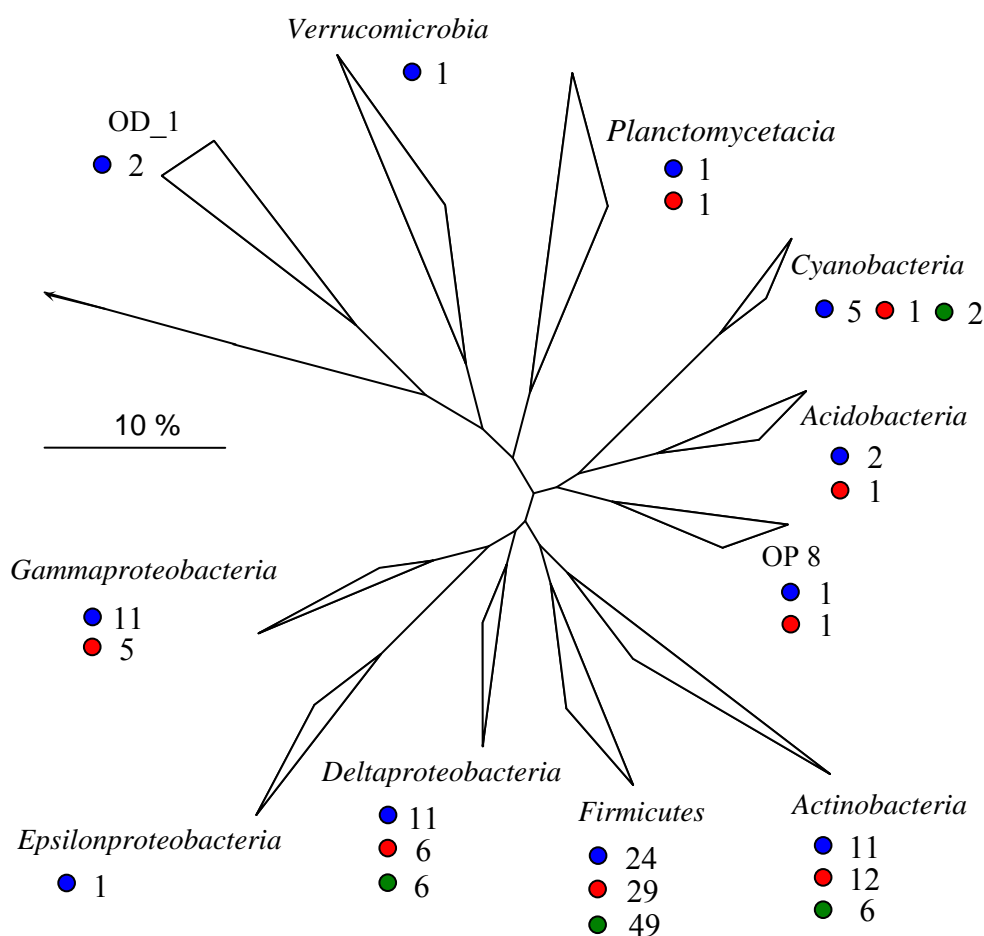 Verrucomicrobia
1
OD_1
2
Planctomycetacia
1
1
Cyanobacteria
5 1 2
10 %
Acidobacteria
2
1
OP 8
1
1
Gammaproteobacteria
11
5
Deltaproteobacteria
11
6
6
Firmicutes
24
29
49
Actinobacteria
11
12
6
Epsilonproteobacteria
1